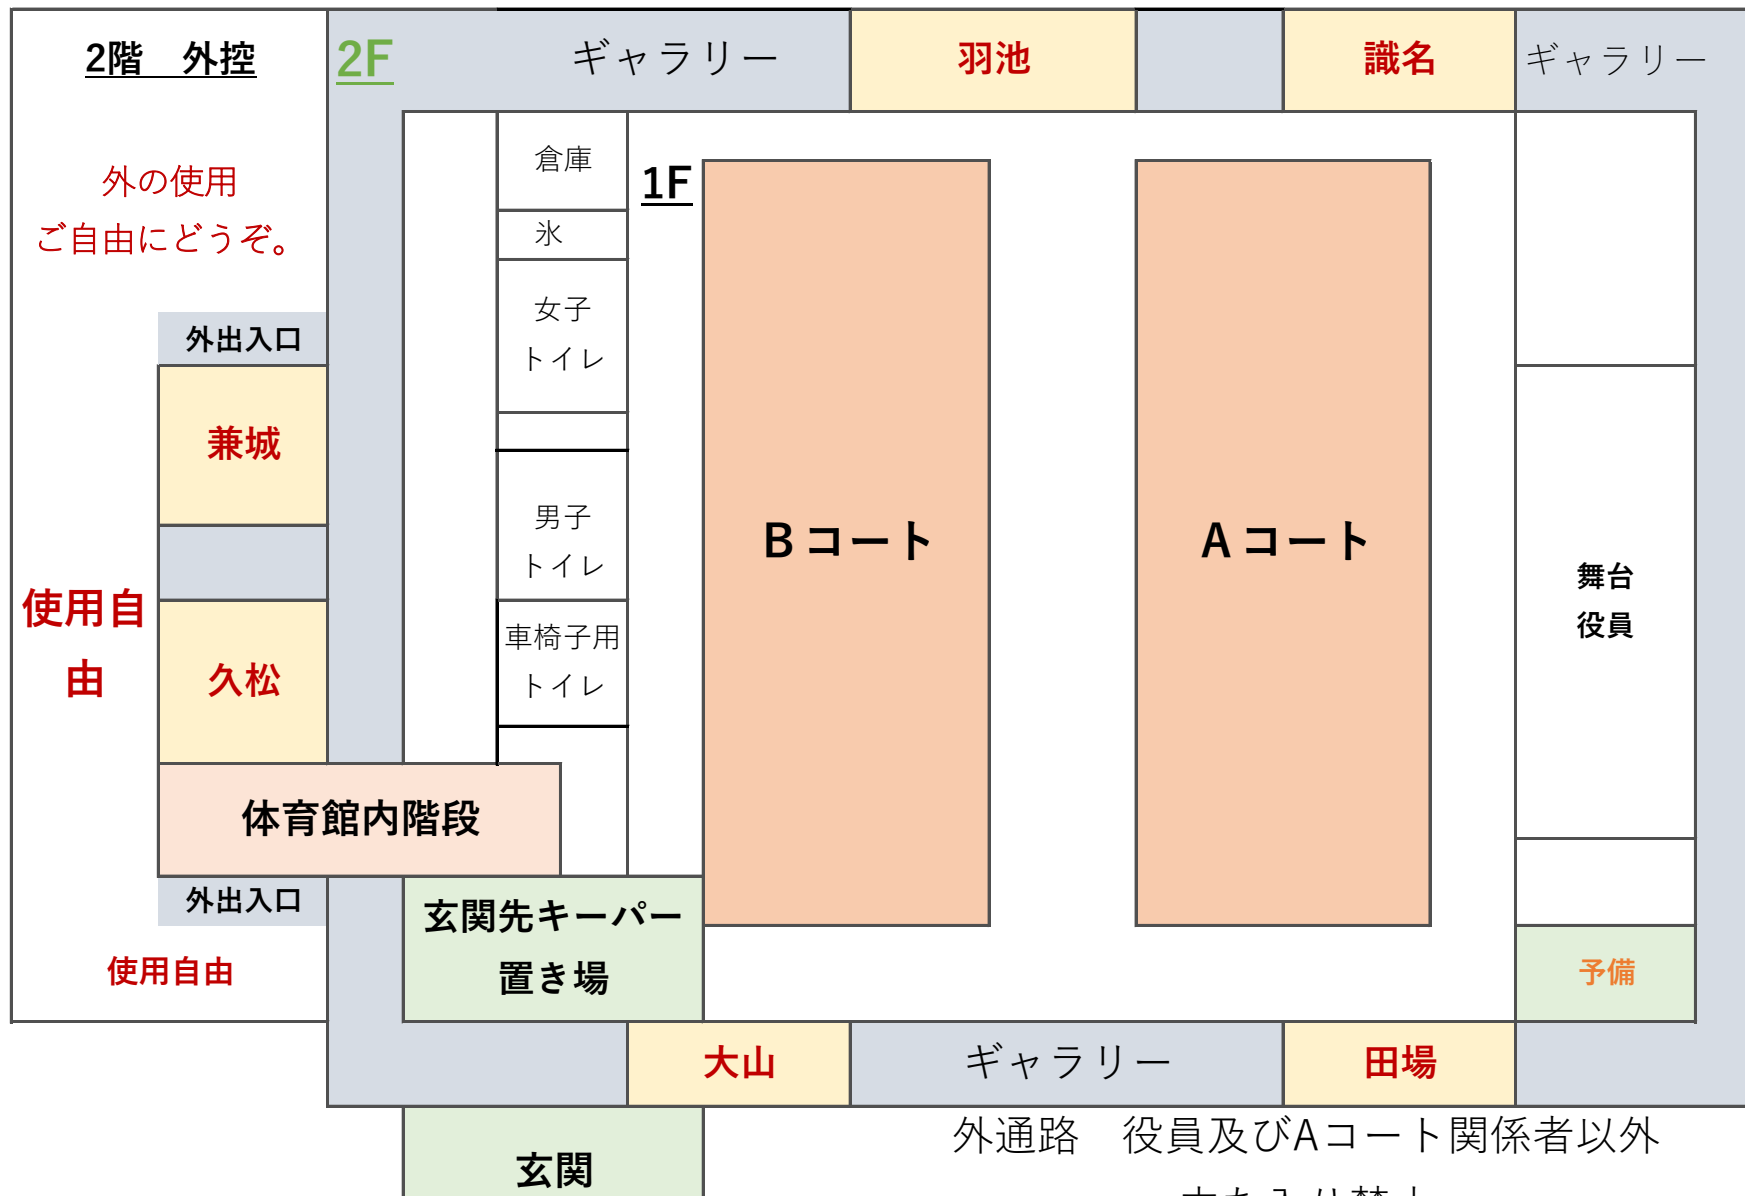 2階　外控
2F
ギャラリー
羽池
識名
ギャラリー
外の使用
ご自由にどうぞ。
倉庫
1F
氷
女子
トイレ
外出入口
兼城
男子
トイレ
Bコート
Aコート
舞台
役員
使用自
由
久松
車椅子用
トイレ
体育館内階段
外出入口
玄関先キーパー
置き場
使用自由
予備
大山
ギャラリー
田場
外通路　役員及びAコート関係者以外
玄関